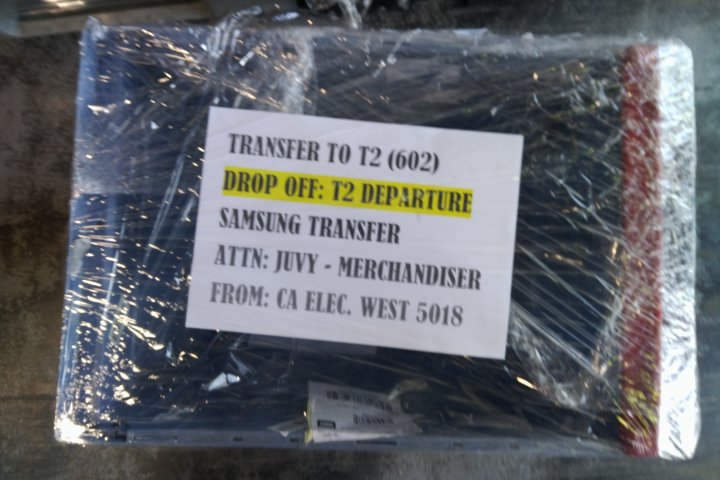 TRANSFER TO T2 (602)
DROP OFF: T2 DEPARTURE
SAMSUNG TRANSFER
ATTN: JUVY - MERCHANDISER
FROM: CA ELEC. WEST 5018